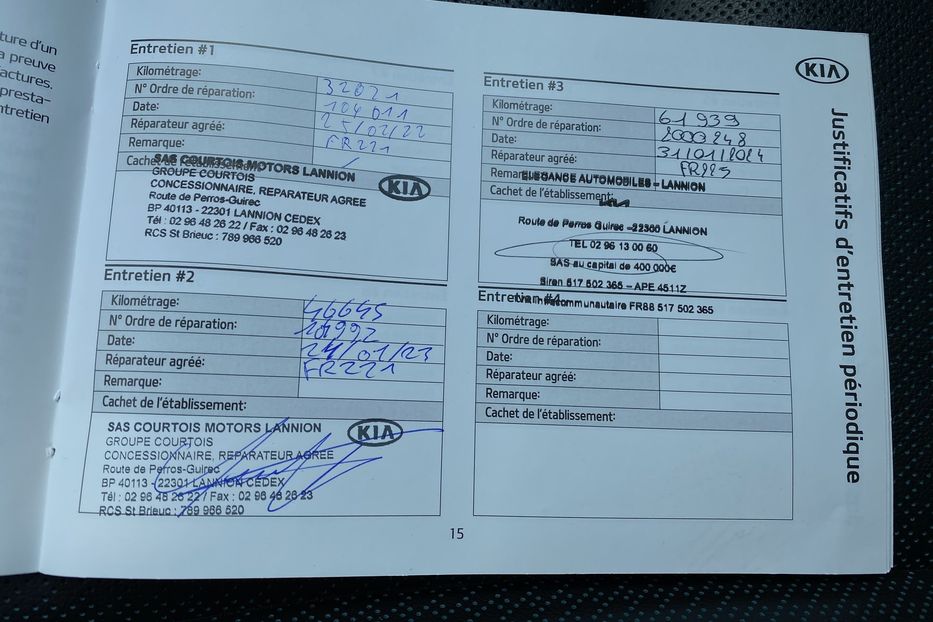 ture d'un
a preuve
actures.
presta-
ntretien
Entretien #1
Kilométrage: 32021
N° Ordre de réparation: 104 011
Date: 25/02/22
Réparateur agréé: FR221
Remarque:
Cachet de l'établissement:
SAS COURTOIS MOTORS LANNION
GROUPE COURTOIS
CONCESSIONNAIRE, REPARATEUR AGREE
Route de Perros-Guirec
BP 40113 - 22301 LANNION CEDEX
Tél : 02 96 48 26 22 / Fax : 02 96 48 26 23
RCS St Brieuc : 789 966 520
KIA
Entretien #2
Kilométrage: 46645
N° Ordre de réparation:
Date: 24/01/23
Réparateur agréé: FR221
Remarque:
Cachet de l'établissement:
SAS COURTOIS MOTORS LANNION
GROUPE COURTOIS
CONCESSIONNAIRE, REPARATEUR AGREE
Route de Perros-Guirec
BP 40113 - 22301 LANNION CEDEX
Tél : 02 96 48 26 22 / Fax : 02 96 48 26 23
RCS St Brieuc : 789 966 520
KIA
Entretien #3
Kilométrage: 61 939
N° Ordre de réparation: 2000248
Date: 31/01/2024
Réparateur agréé: FR225
Remarque:
ELEGANCE AUTOMOBILES - LANNION
Cachet de l'établissement:
KIA
Route de Perros Guirec - 22300 LANNION
TEL 02 96 13 00 60
SAS au capital de 400 000€
Siren 517 502 365 - APE 4511Z
Intracommunautaire FR88 517 502 365
Entretien #4
Kilométrage:
N° Ordre de réparation:
Date:
Réparateur agréé:
Remarque:
Cachet de l'établissement:
KIA
Justificatifs d'entretien périodique
15